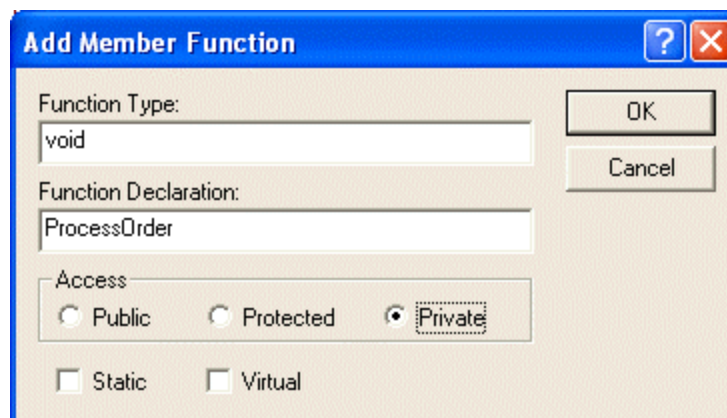 Add Member Function
Function Type:
OK
void
Cancel
Function Declaration:
ProcessOrder
Access
Public Protected Private
Static Virtual